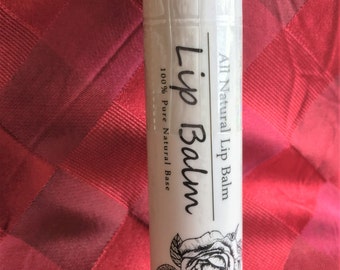 All Natural Lip Balm
Lip Balm
100% Pure Natural Base